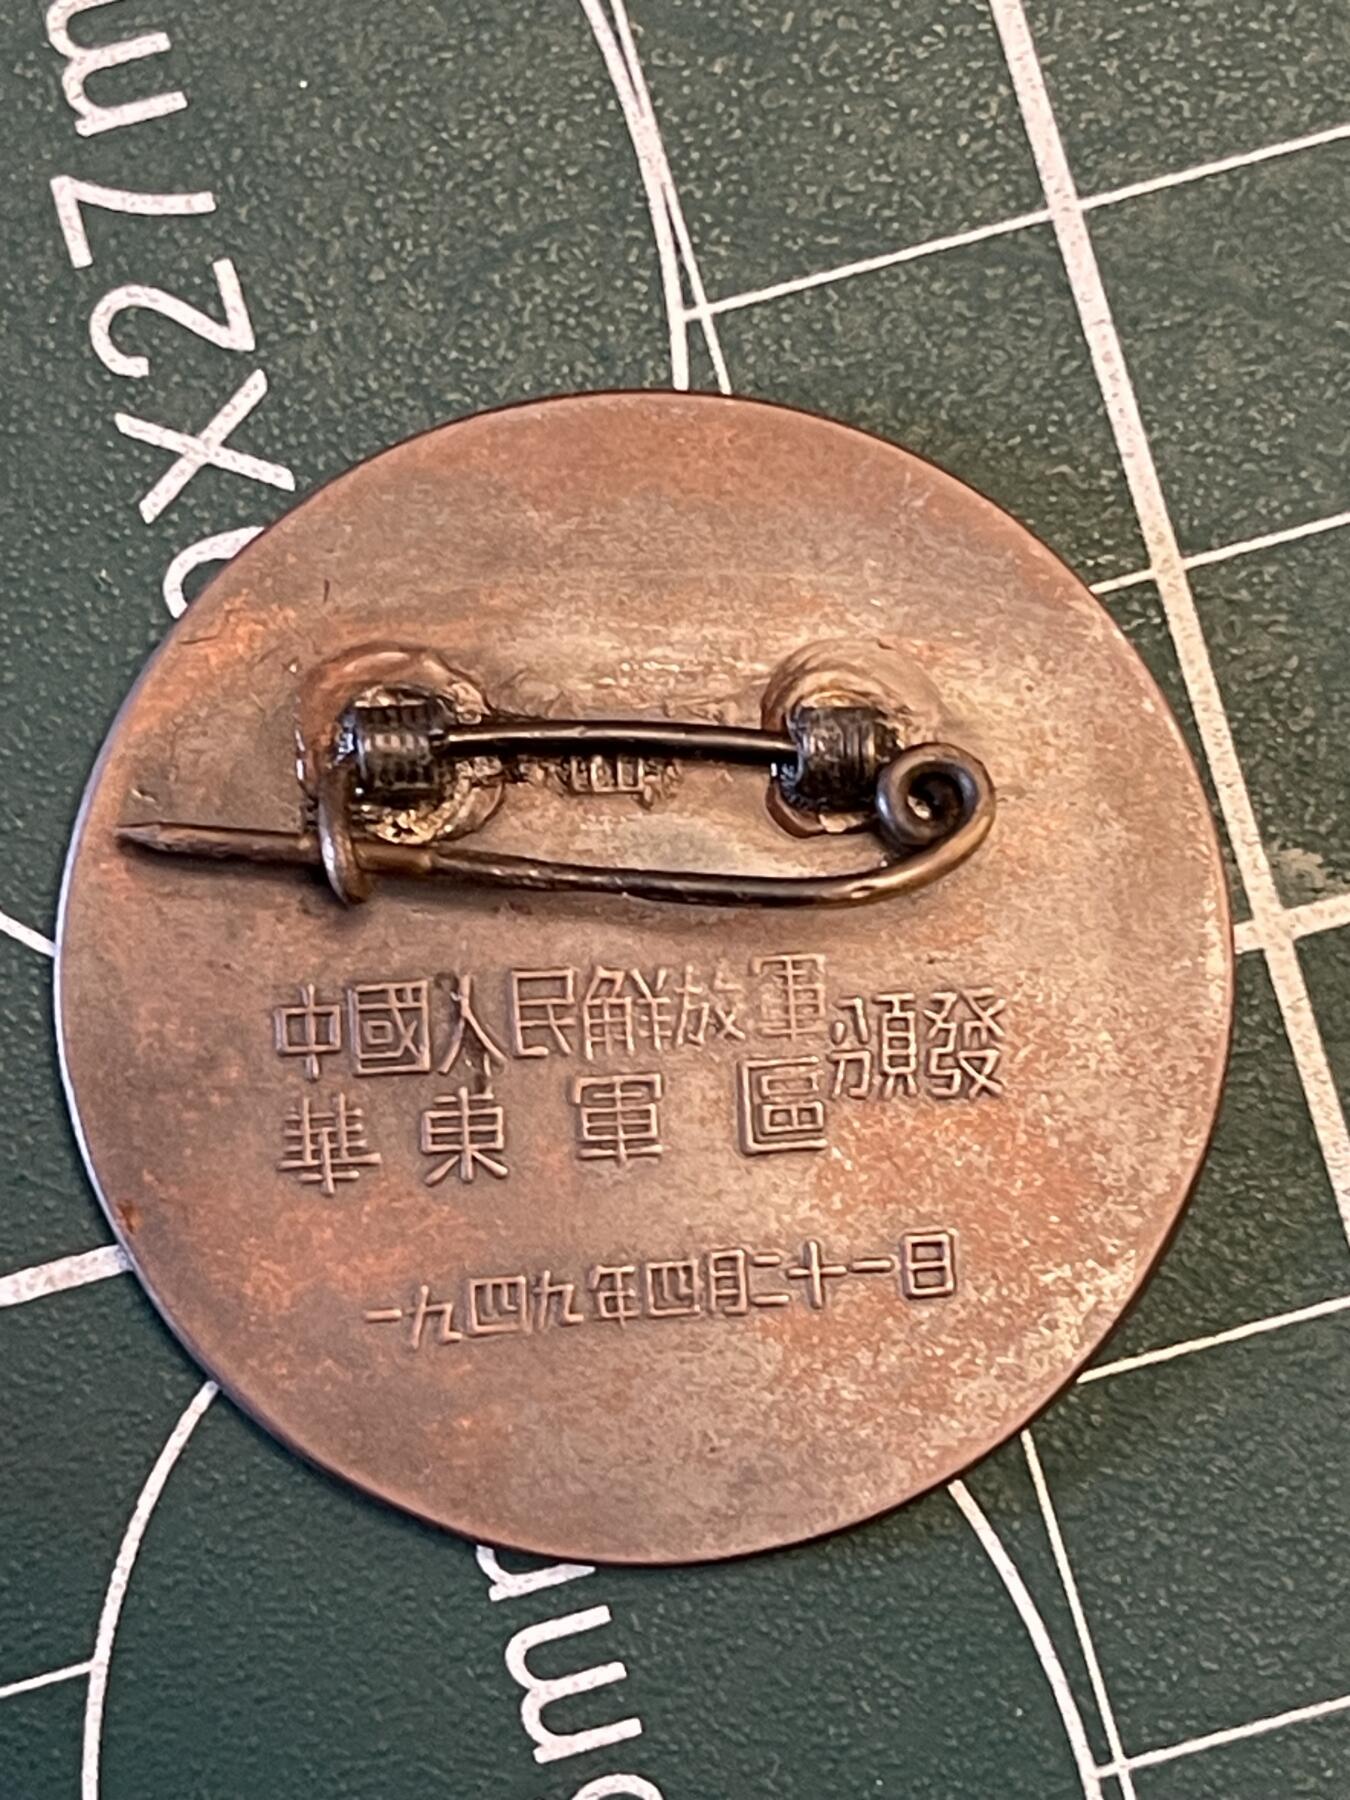 中國人民解放軍
華東軍區
頒發
一九四九年四月二十一日
x27m